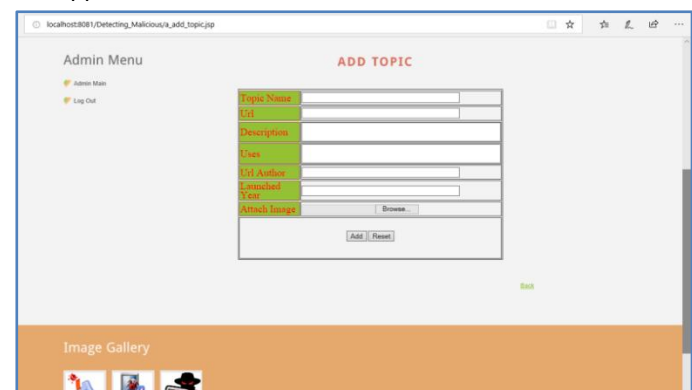 localhost:8081/Detecting_Malicious/a_add_topic.jsp
Admin Menu
Admin Main
Log Out
ADD TOPIC
Topic Name
Url
Description
Uses
Url Author
Launched
Year
Attach Image
Browse...
Add Reset
Back
Image Gallery